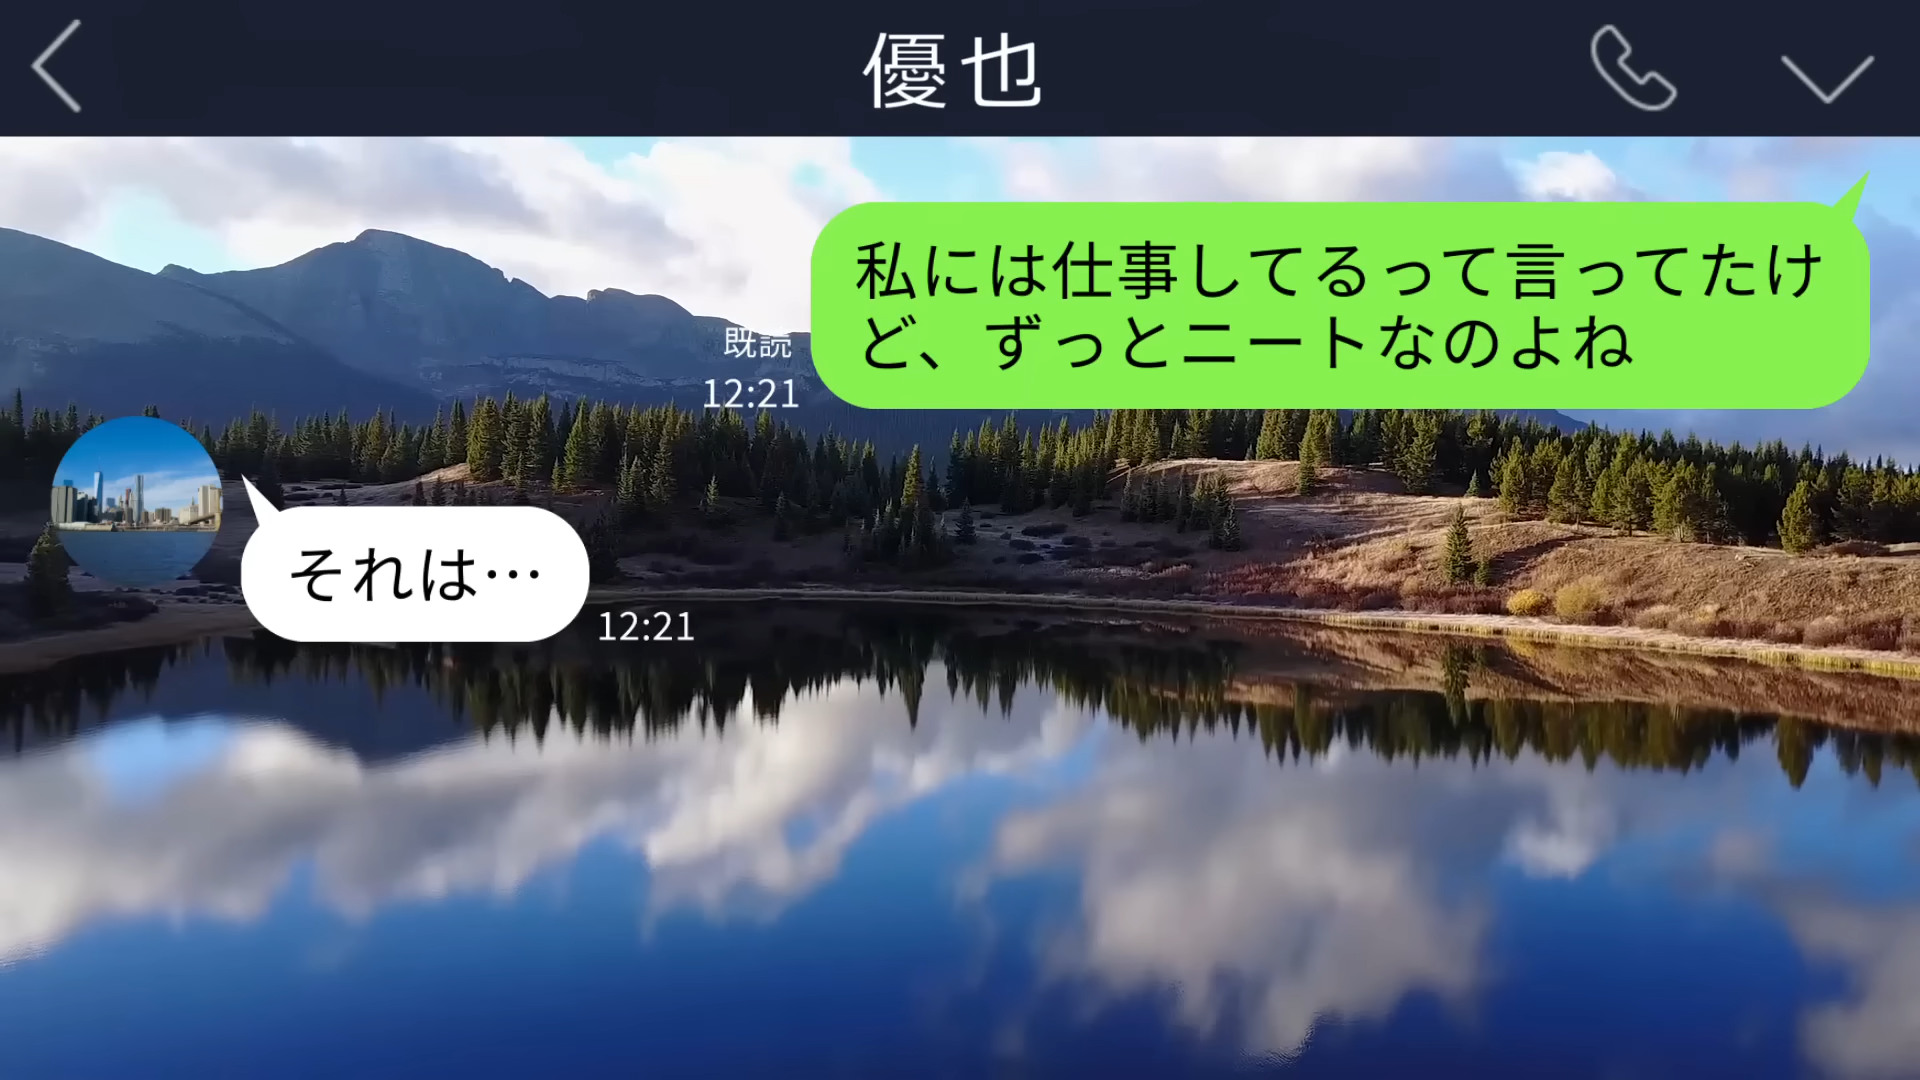 優也
私には仕事してるって言ってたけ
ど、ずっとニートなのよね
既読
12:21
それは…
12:21